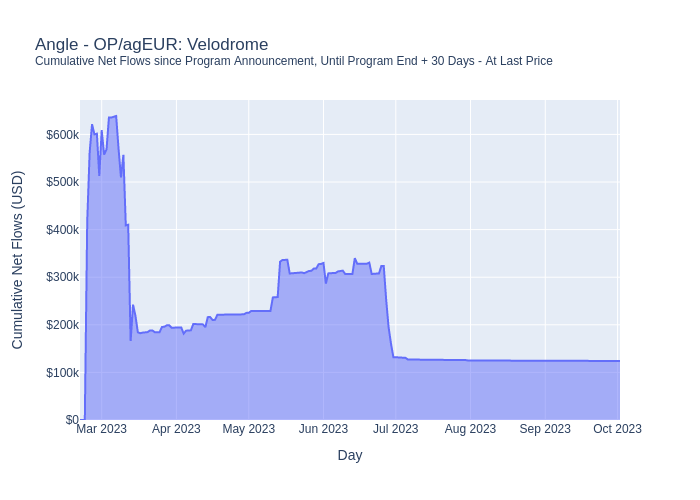 Angle - OP/agEUR: Velodrome
Cumulative Net Flows since Program Announcement, Until Program End + 30 Days - At Last Price
Cumulative Net Flows (USD)
$600k
$500k
$400k
$300k
$200k
$100k
$0
Mar 2023 Apr 2023 May 2023 Jun 2023 Jul 2023 Aug 2023 Sep 2023 Oct 2023
Day